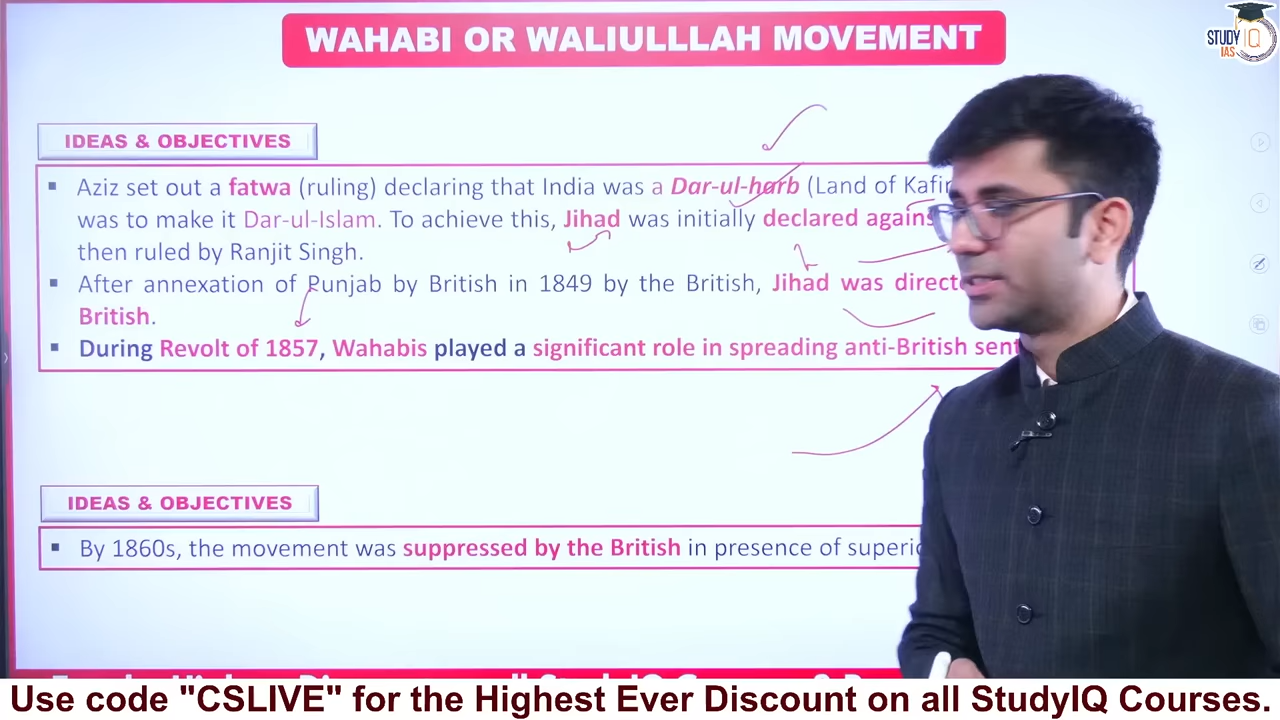 WAHABI OR WALIULLLAH MOVEMENT
STUDY IQ
IAS
IDEAS & OBJECTIVES
▪ Aziz set out a fatwa (ruling) declaring that India was a Dar-ul-harb (Land of Kafir
was to make it Dar-ul-Islam. To achieve this, Jihad was initially declared agains
then ruled by Ranjit Singh.
▪ After annexation of Punjab by British in 1849 by the British, Jihad was direct
British.
▪ During Revolt of 1857, Wahabis played a significant role in spreading anti-British sent
IDEAS & OBJECTIVES
▪ By 1860s, the movement was suppressed by the British in presence of superio
Use code "CSLIVE" for the Highest Ever Discount on all StudyIQ Courses.